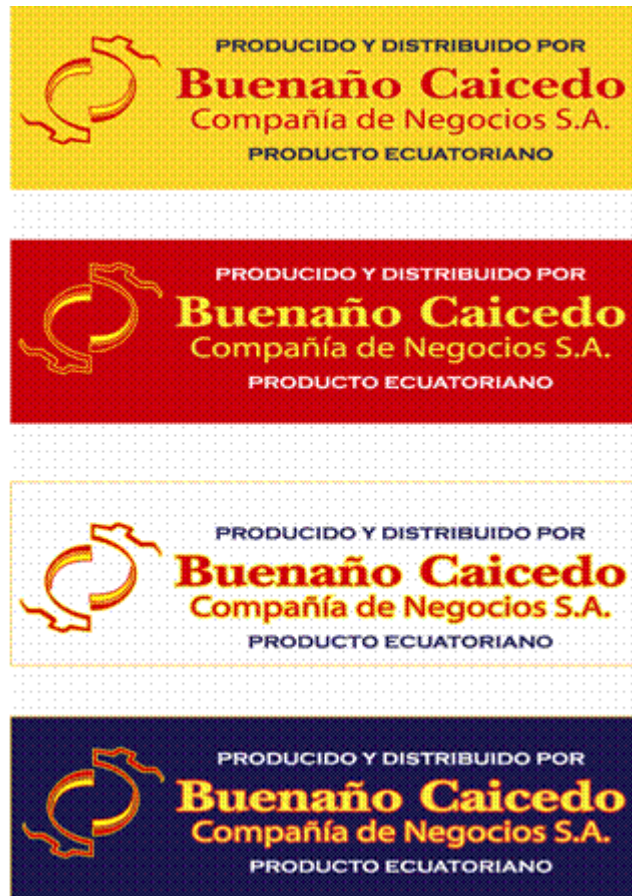 PRODUCIDO Y DISTRIBUIDO POR
Buenaño Caicedo
Compañía de Negocios S.A.
PRODUCTO ECUATORIANO
PRODUCIDO Y DISTRIBUIDO POR
Buenaño Caicedo
Compañía de Negocios S.A.
PRODUCTO ECUATORIANO
PRODUCIDO Y DISTRIBUIDO POR
Buenaño Caicedo
Compañía de Negocios S.A.
PRODUCTO ECUATORIANO
PRODUCIDO Y DISTRIBUIDO POR
Buenaño Caicedo
Compañía de Negocios S.A.
PRODUCTO ECUATORIANO